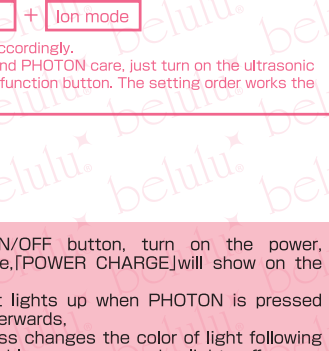 + Ion mode
accordingly.
nd PHOTON care, just turn on the ultrasonic
function button. The setting order works the
N/OFF button, turn on the power,
e,「POWER CHARGE」will show on the
t lights up when PHOTON is pressed
erwards,
ss changes the color of light following
belulu.
belulu.
belulu.
belulu.
belulu.